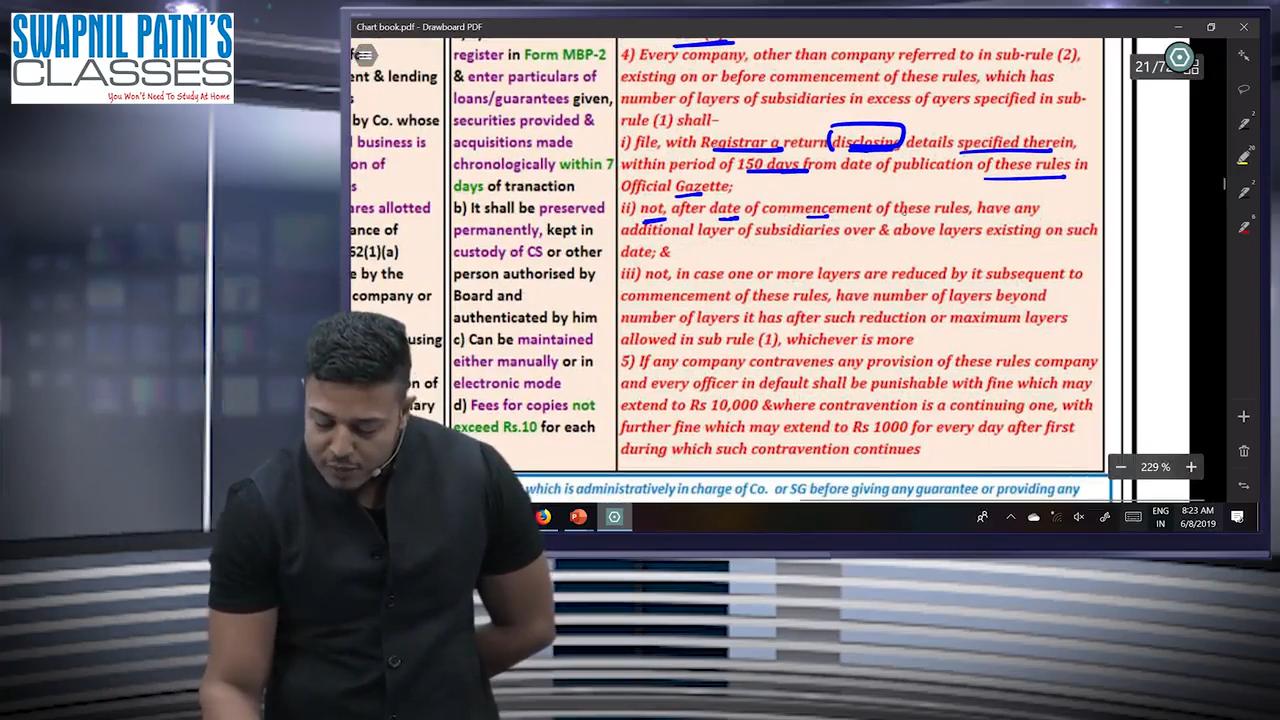 SWAPNIL PATNI'S
CLASSES
You Won't Need To Study At Home
Chart book.pdf - Drawboard PDF
21/72
ent & lending
by Co. whose
l business is
ion of
s
ares allotted
ance of
62(1)(a)
e by the
company or
using
on of
iary
register in Form MBP-2
& enter particulars of
loans/guarantees given,
securities provided &
acquisitions made
chronologically within 7
days of tranaction
b) It shall be preserved
permanently, kept in
custody of CS or other
person authorised by
Board and
authenticated by him
c) Can be maintained
either manually or in
electronic mode
d) Fees for copies not
exceed Rs.10 for each
4) Every company, other than company referred to in sub-rule (2),
existing on or before commencement of these rules, which has
number of layers of subsidiaries in excess of ayers specified in sub-
rule (1) shall–
i) file, with Registrar a return disclosing details specified therein,
within period of 150 days from date of publication of these rules in
Official Gazette;
ii) not, after date of commencement of these rules, have any
additional layer of subsidiaries over & above layers existing on such
date; &
iii) not, in case one or more layers are reduced by it subsequent to
commencement of these rules, have number of layers beyond
number of layers it has after such reduction or maximum layers
allowed in sub rule (1), whichever is more
5) If any company contravenes any provision of these rules company
and every officer in default shall be punishable with fine which may
extend to Rs 10,000 &where contravention is a continuing one, with
further fine which may extend to Rs 1000 for every day after first
during which such contravention continues
which is administratively in charge of Co. or SG before giving any guarantee or providing any
229 %
ENG
IN
8:23 AM
6/8/2019